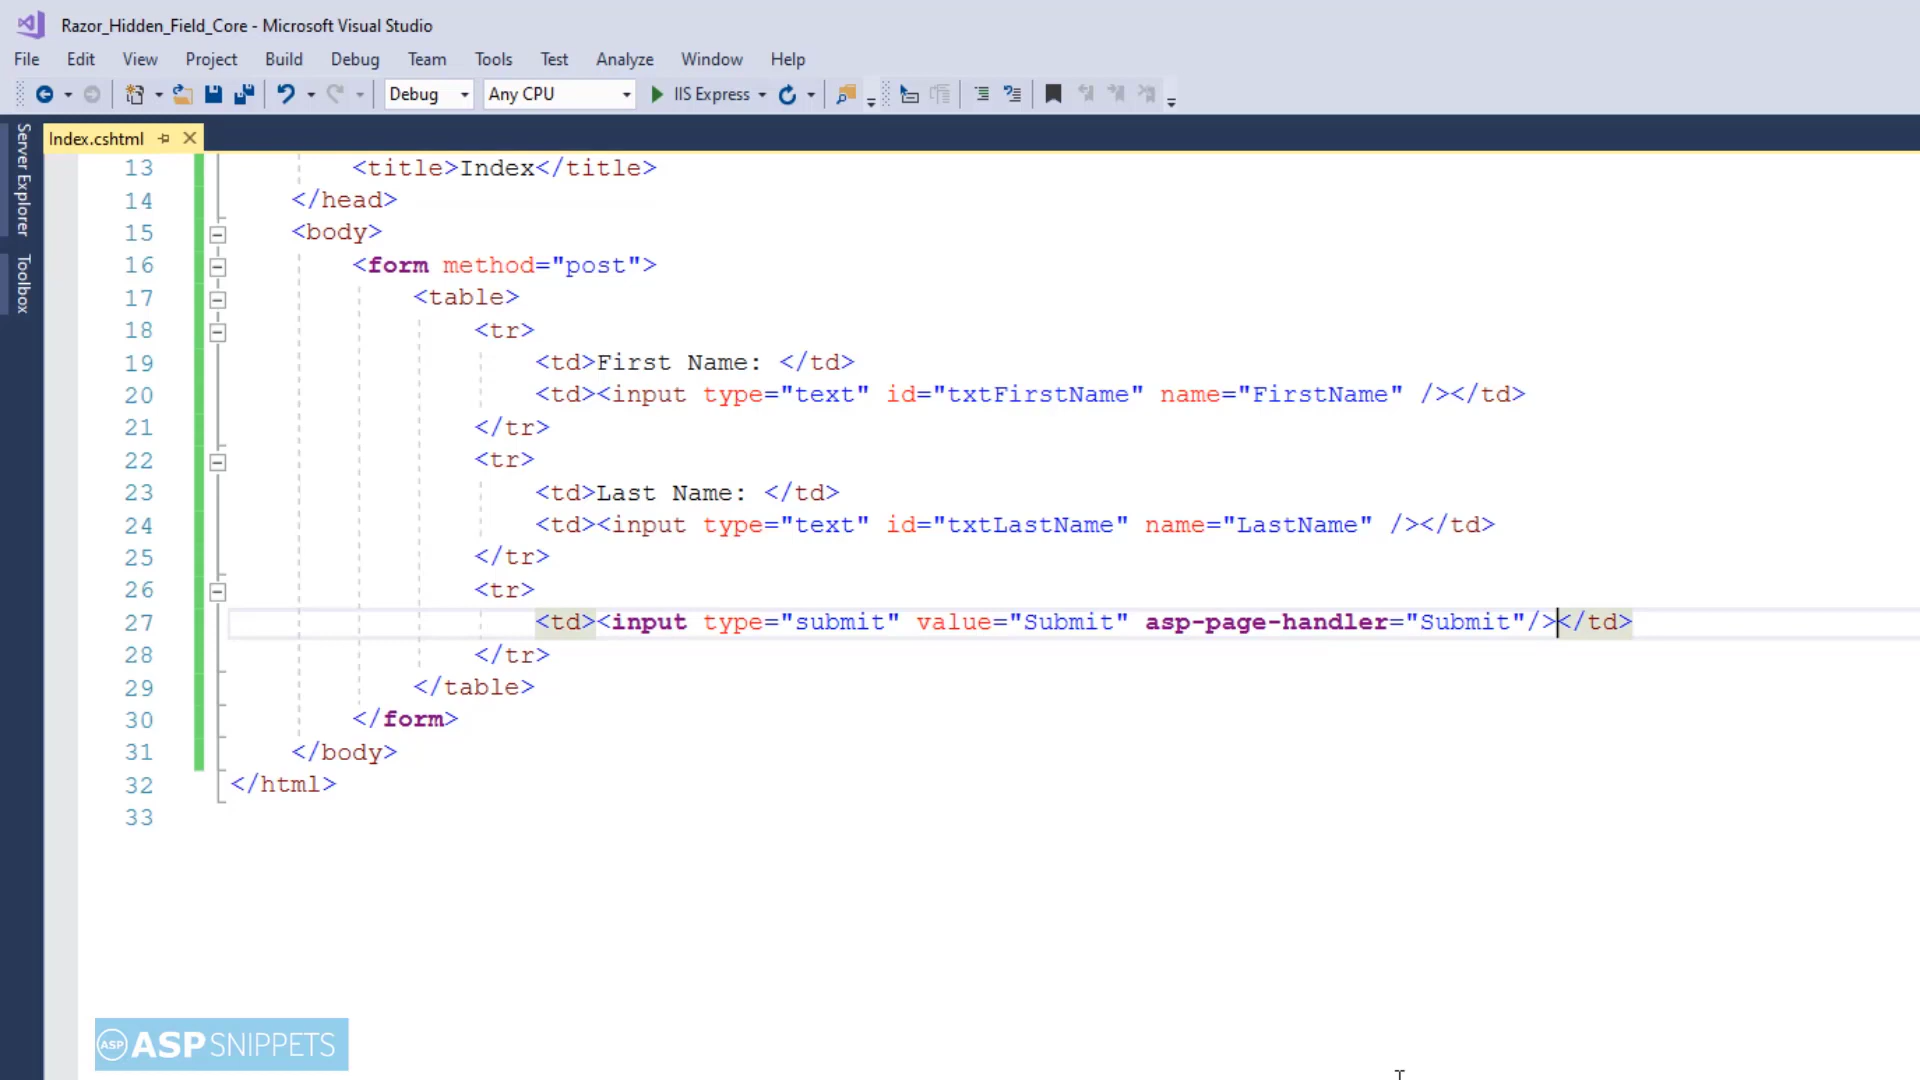 Razor_Hidden_Field_Core - Microsoft Visual Studio
File Edit View Project Build Debug Team Tools Test Analyze Window Help
Debug Any CPU IIS Express
Server Explorer
Toolbox
Index.cshtml
13 <title>Index</title>
14 </head>
15 <body>
16 <form method="post">
17 <table>
18 <tr>
19 <td>First Name: </td>
20 <td><input type="text" id="txtFirstName" name="FirstName" /></td>
21 </tr>
22 <tr>
23 <td>Last Name: </td>
24 <td><input type="text" id="txtLastName" name="LastName" /></td>
25 </tr>
26 <tr>
27 <td><input type="submit" value="Submit" asp-page-handler="Submit"/></td>
28 </tr>
29 </table>
30 </form>
31 </body>
32 </html>
33
ASP ASPSNIPPETS